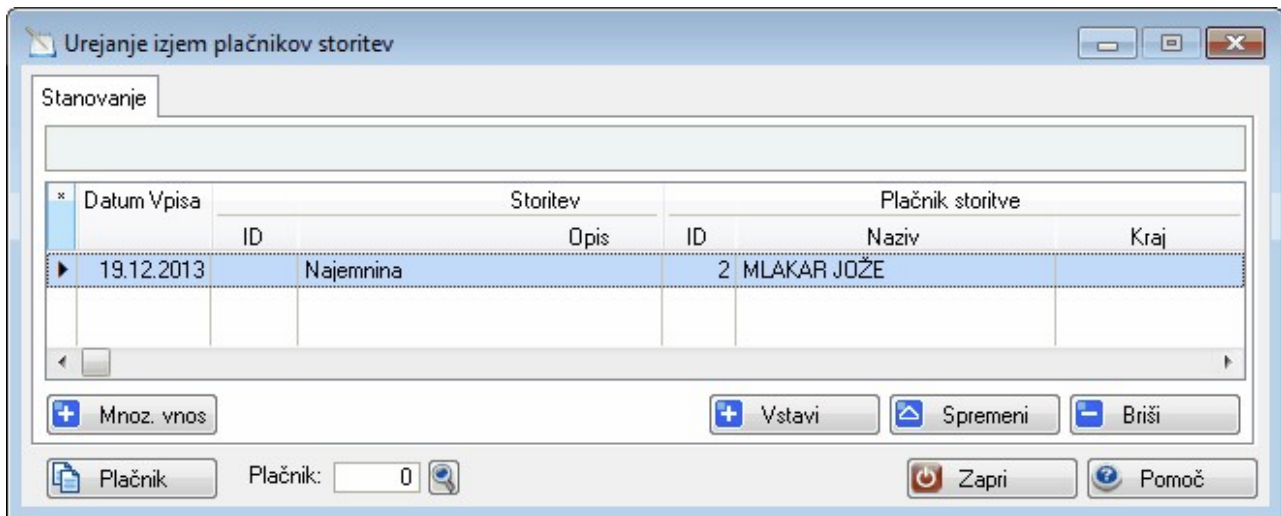 Urejanje izjem plačnikov storitev
Stanovanje
× Datum Vpisa Storitev Plačnik storitve
ID Opis ID Naziv Kraj
19.12.2013 Najemnina 2 MLAKAR JOŽE
Mnoz. vnos Vstavi Spremeni Briši
Plačnik Plačnik: 0 Zapri Pomoč